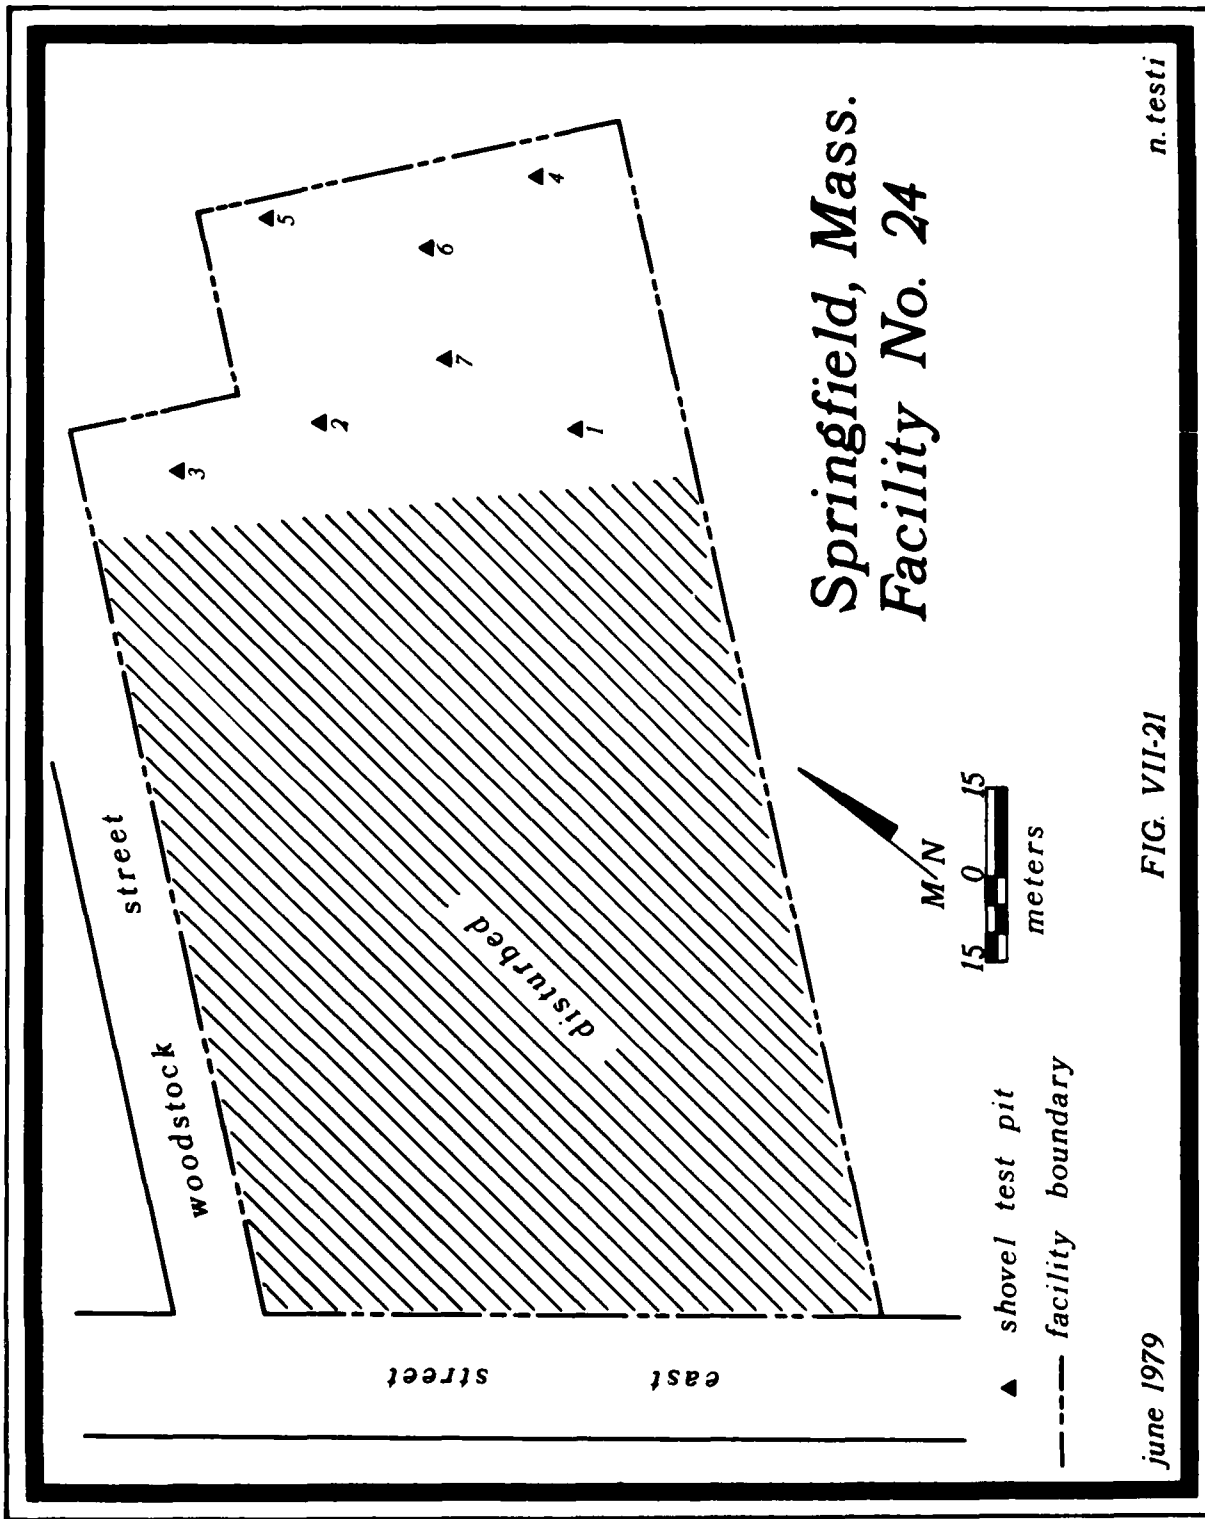 woodstock street
3
2
5
6
7
1
4
disturbed
east street
Springfield, Mass.
Facility No. 24
M/N
15 0 15
meters
shovel test pit
facility boundary
june 1979
FIG. VII-21
n. testi